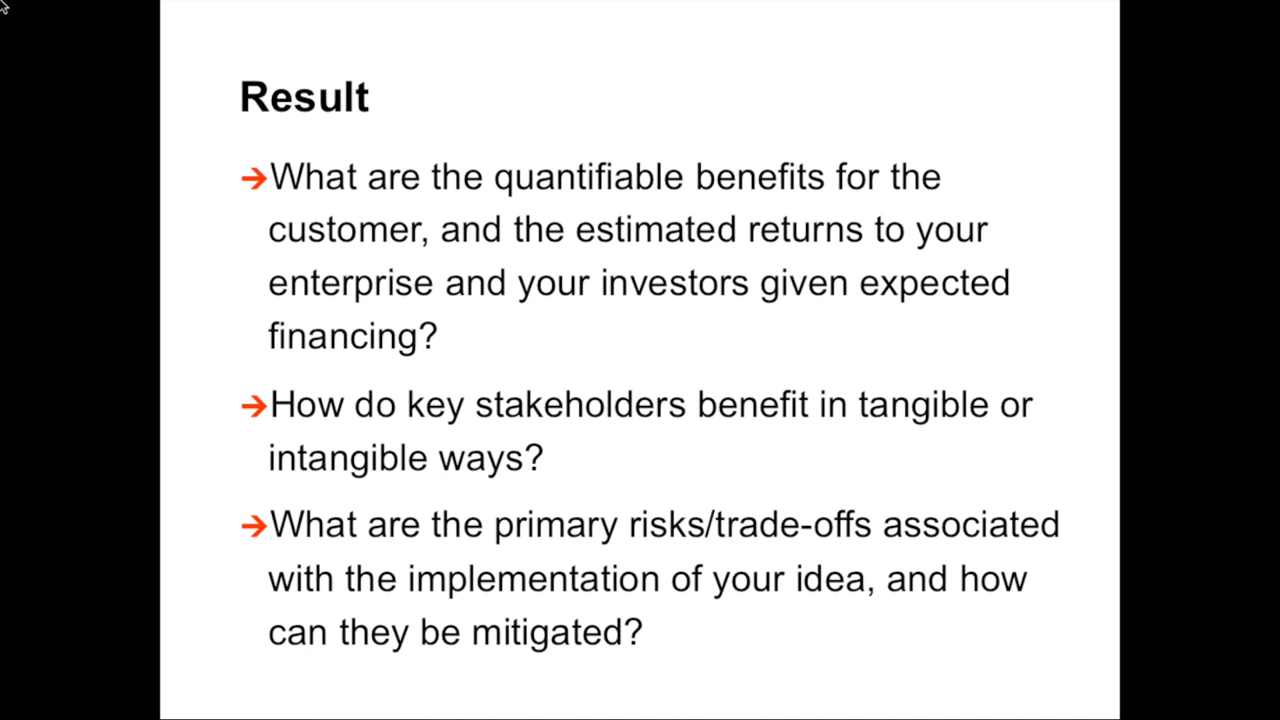 Result
➔What are the quantifiable benefits for the
customer, and the estimated returns to your
enterprise and your investors given expected
financing?
➔How do key stakeholders benefit in tangible or
intangible ways?
➔What are the primary risks/trade-offs associated
with the implementation of your idea, and how
can they be mitigated?